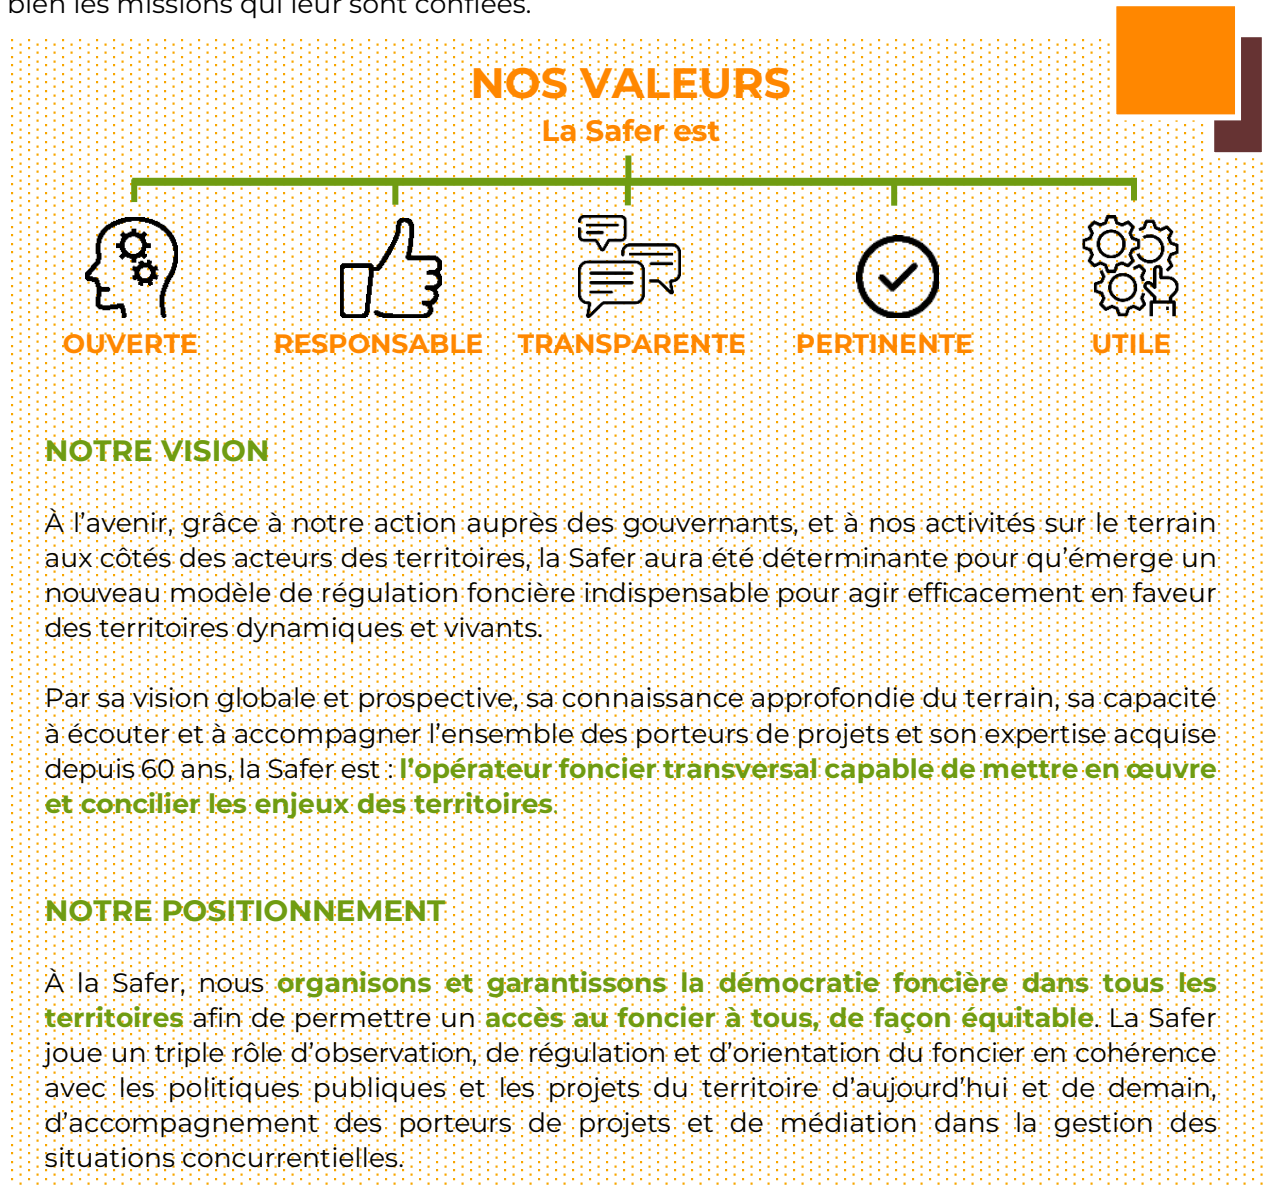 bien les missions qui leur sont confiées.
NOS VALEURS
La Safer est
OUVERTE RESPONSABLE TRANSPARENTE PERTINENTE UTILE
NOTRE VISION
À l’avenir, grâce à notre action auprès des gouvernants, et à nos activités sur le terrain
aux côtés des acteurs des territoires, la Safer aura été déterminante pour qu’émerge un
nouveau modèle de régulation foncière indispensable pour agir efficacement en faveur
des territoires dynamiques et vivants.
Par sa vision globale et prospective, sa connaissance approfondie du terrain, sa capacité
à écouter et à accompagner l’ensemble des porteurs de projets et son expertise acquise
depuis 60 ans, la Safer est : l’opérateur foncier transversal capable de mettre en œuvre
et concilier les enjeux des territoires.
NOTRE POSITIONNEMENT
À la Safer, nous organisons et garantissons la démocratie foncière dans tous les
territoires afin de permettre un accès au foncier à tous, de façon équitable. La Safer
joue un triple rôle d’observation, de régulation et d’orientation du foncier en cohérence
avec les politiques publiques et les projets du territoire d’aujourd’hui et de demain,
d’accompagnement des porteurs de projets et de médiation dans la gestion des
situations concurrentielles.